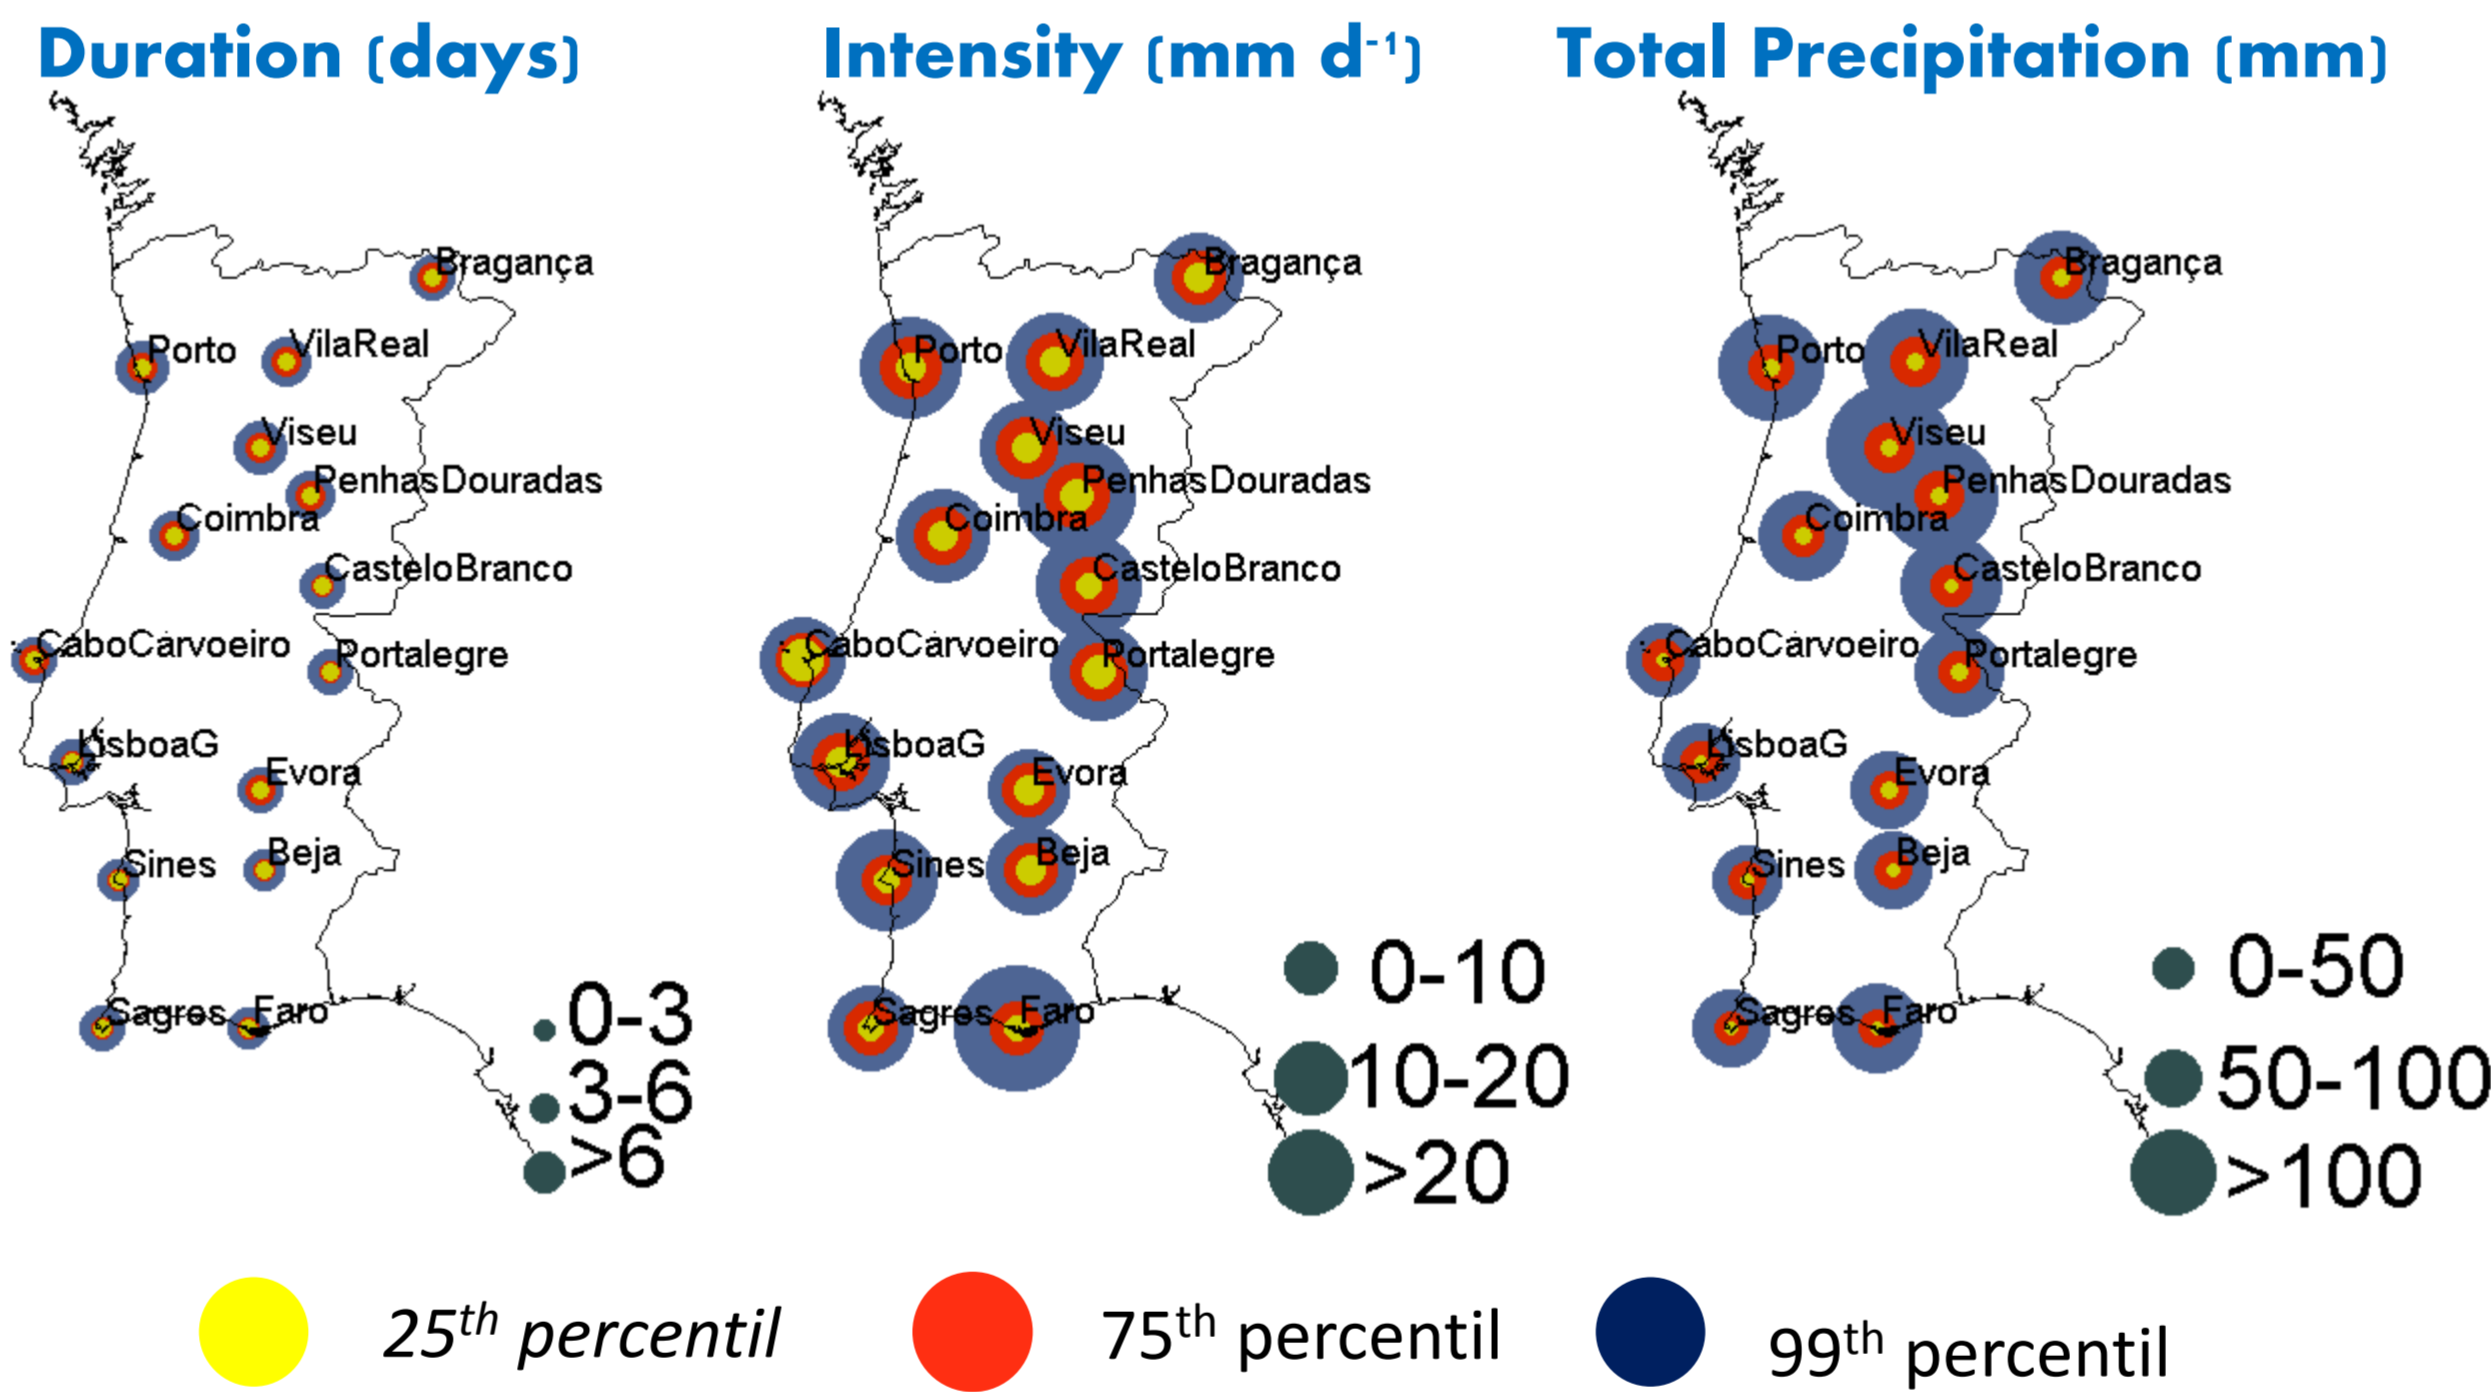 Duration (days)
Bragança
Porto
VilaReal
Viseu
PenhasDouradas
Coimbra
CasteloBranco
CaboCarvoeiro
Portalegre
LisboaG
Evora
Sines
Beja
Sagres
Faro
0-3
3-6
>6
Intensity (mm d⁻¹)
Bragança
Porto
VilaReal
Viseu
PenhasDouradas
Coimbra
CasteloBranco
CaboCarvoeiro
Portalegre
LisboaG
Evora
Sines
Beja
Sagres
Faro
0-10
10-20
>20
Total Precipitation (mm)
Bragança
Porto
VilaReal
Viseu
PenhasDouradas
Coimbra
CasteloBranco
CaboCarvoeiro
Portalegre
LisboaG
Evora
Sines
Beja
Sagres
Faro
0-50
50-100
>100
25th percentil
75th percentil
99th percentil